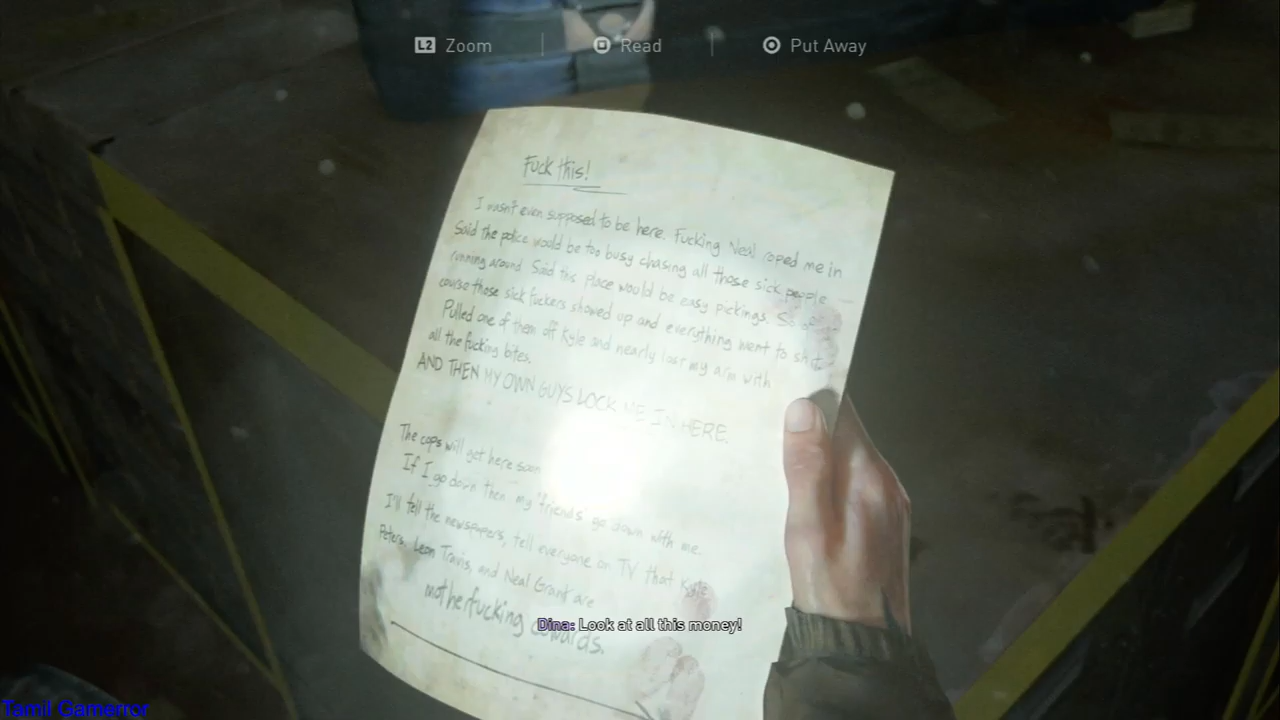 L2 Zoom | Read | Put Away
Fuck this!
I wasn't even supposed to be here. Fucking Neal roped me in
Said the police would be too busy chasing all those sick people
running around. Said this place would be easy pickings. So of
course those sick fuckers showed up and everything went to shit.
Pulled one of them off Kyle and nearly lost my arm with
all the fucking bites.
AND THEN MY OWN GUYS LOCK ME IN HERE.
The cops will get here soon
If I go down then my 'friends' go down with me.
I'll tell the newspapers, tell everyone on TV that Kyle
Peters, Leon Travis, and Neal Grant are
motherfucking cowards.
Dina: Look at all this money!
Tamil Gamerror